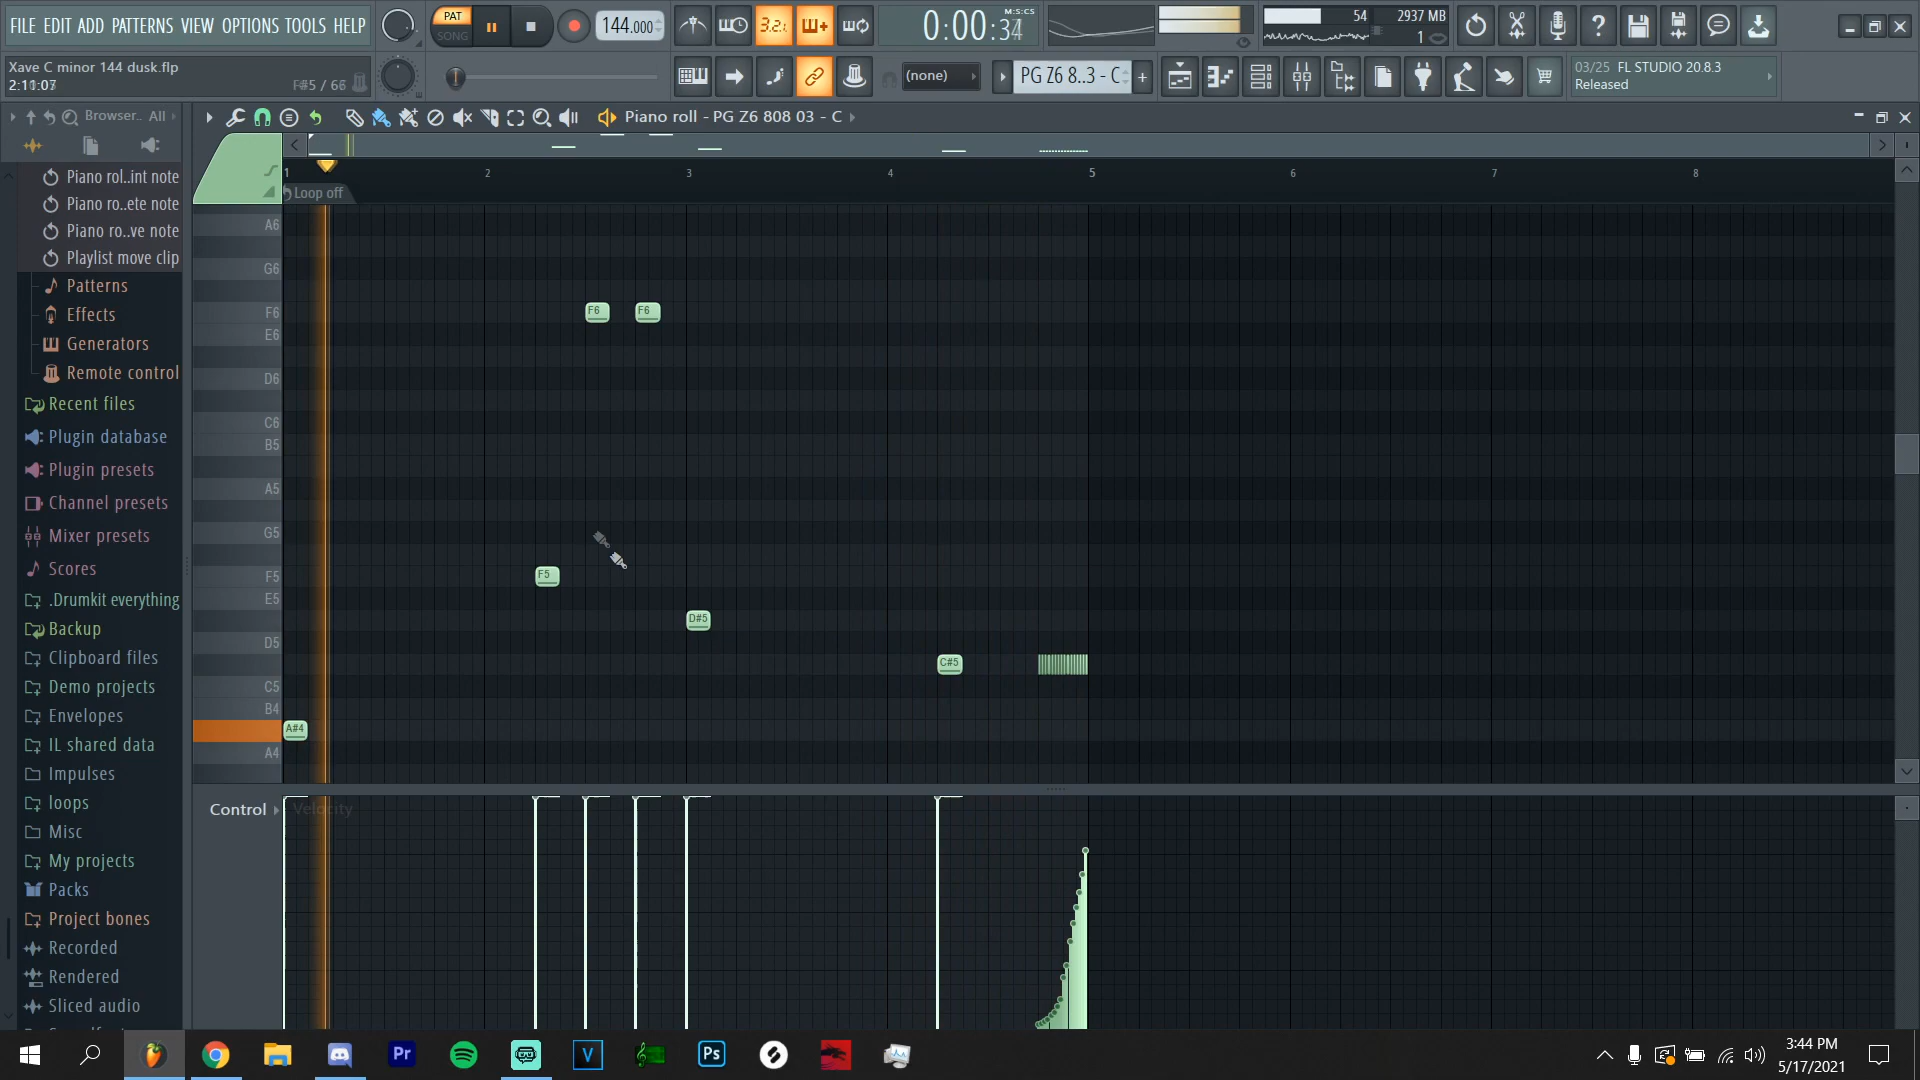 FILE EDIT ADD PATTERNS VIEW OPTIONS TOOLS HELP
PAT
SONG
144.000
3.2.1
0:00:34
M:S:CS
54
2937 MB
1
Xave C minor 144 dusk.flp
2:11:07
F#5 / 66
(none)
PG Z6 8..3 - C
03/25 FL STUDIO 20.8.3
Released
Browser.. All
Piano roll - PG Z6 808 03 - C
Piano rol..int note
Piano ro..ete note
Piano ro..ve note
Playlist move clip
Patterns
Effects
Generators
Remote control
Recent files
Plugin database
Plugin presets
Channel presets
Mixer presets
Scores
.Drumkit everything
Backup
Clipboard files
Demo projects
Envelopes
IL shared data
Impulses
loops
Misc
My projects
Packs
Project bones
Recorded
Rendered
Sliced audio
1 2 3 4 5 6 7 8
Loop off
A6
G6
F6 F6 F6
E6
D6
C6
B5
A5
G5
F5 F5
E5
D#5
D5
C#5
C5
B4
A#4
A4
Control
Velocity
Pr
V
Ps
3:44 PM
5/17/2021